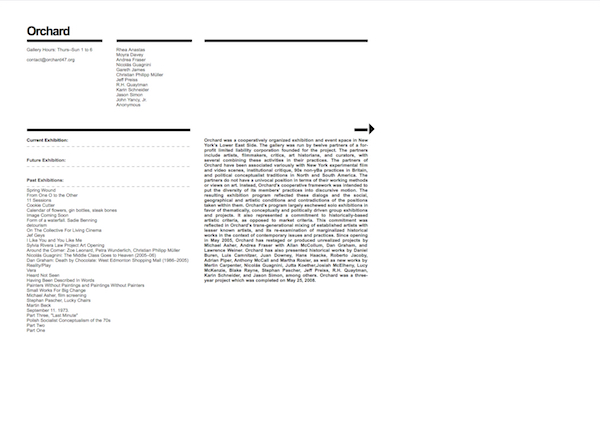 Orchard
Gallery Hours: Thurs–Sun 1 to 6
contact@orchard47.org
Rhea Anastas
Moyra Davey
Andrea Fraser
Nicolás Guagnini
Gareth James
Christian Philipp Müller
Jeff Preiss
R.H. Quaytman
Karin Schneider
Jason Simon
John Yancy, Jr.
Anonymous
Current Exhibition:
Future Exhibition:
Past Exhibitions:
Spring Wound
From One O to the Other
11 Sessions
Cookie Cutter
Calendar of flowers, gin bottles, steak bones
Image Coming Soon
Form of a waterfall: Sadie Benning
detourism
On The Collective For Living Cinema
Jef Geys
I Like You and You Like Me
Sylvia Rivera Law Project Art Opening
Around the Corner: Zoe Leonard, Petra Wunderlich, Christian Philipp Müller
Nicolás Guagnini: The Middle Class Goes to Heaven (2005–06)
Dan Graham: Death by Chocolate: West Edmonton Shopping Mall (1986–2005)
Reality/Play
Vera
Heard Not Seen
Having Been Described In Words
Painters Without Paintings and Paintings Without Painters
Small Works For Big Change
Michael Asher, film screening
Stephan Pascher, Lucky Chairs
Martin Beck
September 11. 1973.
Part Three, "Last Minute"
Polish Socialist Conceptualism of the 70s
Part Two
Part One
Orchard was a cooperatively organized exhibition and event space in New
York's Lower East Side. The gallery was run by twelve partners of a for-
profit limited liability corporation founded for the project. The partners
include artists, filmmakers, critics, art historians, and curators, with
several combining these activities in their practices. The partners of
Orchard have been associated variously with New York experimental film
and video scenes, institutional critique, 80s non-yBa practices in Britain,
and political conceptualist traditions in North and South America. The
partners do not have a univocal position in terms of their working methods
or views on art. Instead, Orchard's cooperative framework was intended to
put the diversity of its members' practices into discursive motion. The
resulting exhibition program reflected these dialogs and the social,
geographical and artistic conditions and contradictions of the positions
taken within them. Orchard's program largely eschewed solo exhibitions in
favor of thematically, conceptually and politically driven group exhibitions
and projects. It also represented a commitment to historically-based
artistic criteria, as opposed to market criteria. This commitment was
reflected in Orchard's trans-generational mixing of established artists with
lesser known artists, and its re-examination of marginalized historical
works in the context of contemporary issues and practices. Since opening
in May 2005, Orchard has restaged or produced unrealized projects by
Michael Asher, Andrea Fraser with Allan McCollum, Dan Graham, and
Lawrence Weiner. Orchard has also presented historical works by Daniel
Buren, Luis Camnitzer, Juan Downey, Hans Haacke, Roberto Jacoby,
Adrian Piper, Anthony McCall and Martha Rosler, as well as new works by
Merlin Carpenter, Nicolás Guagnini, Jutta Koether, Josiah McElheny, Lucy
McKenzie, Blake Rayne, Stephan Pascher, Jeff Preiss, R.H. Quaytman,
Karin Schneider, and Jason Simon, among others. Orchard was a three-
year project which was completed on May 25, 2008.